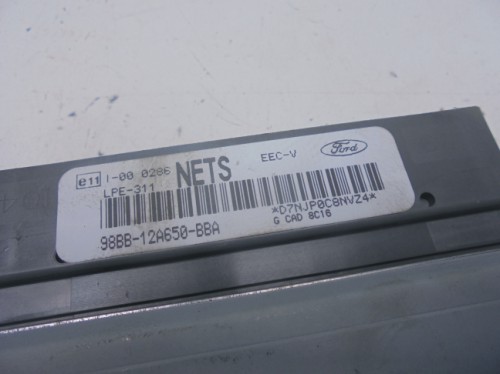 e11 I-00 0286 NETS EEC-V Ford
LPE-311
*D7NJP0C8NVZ4*
98BB-12A650-BBA G CAD 8C16